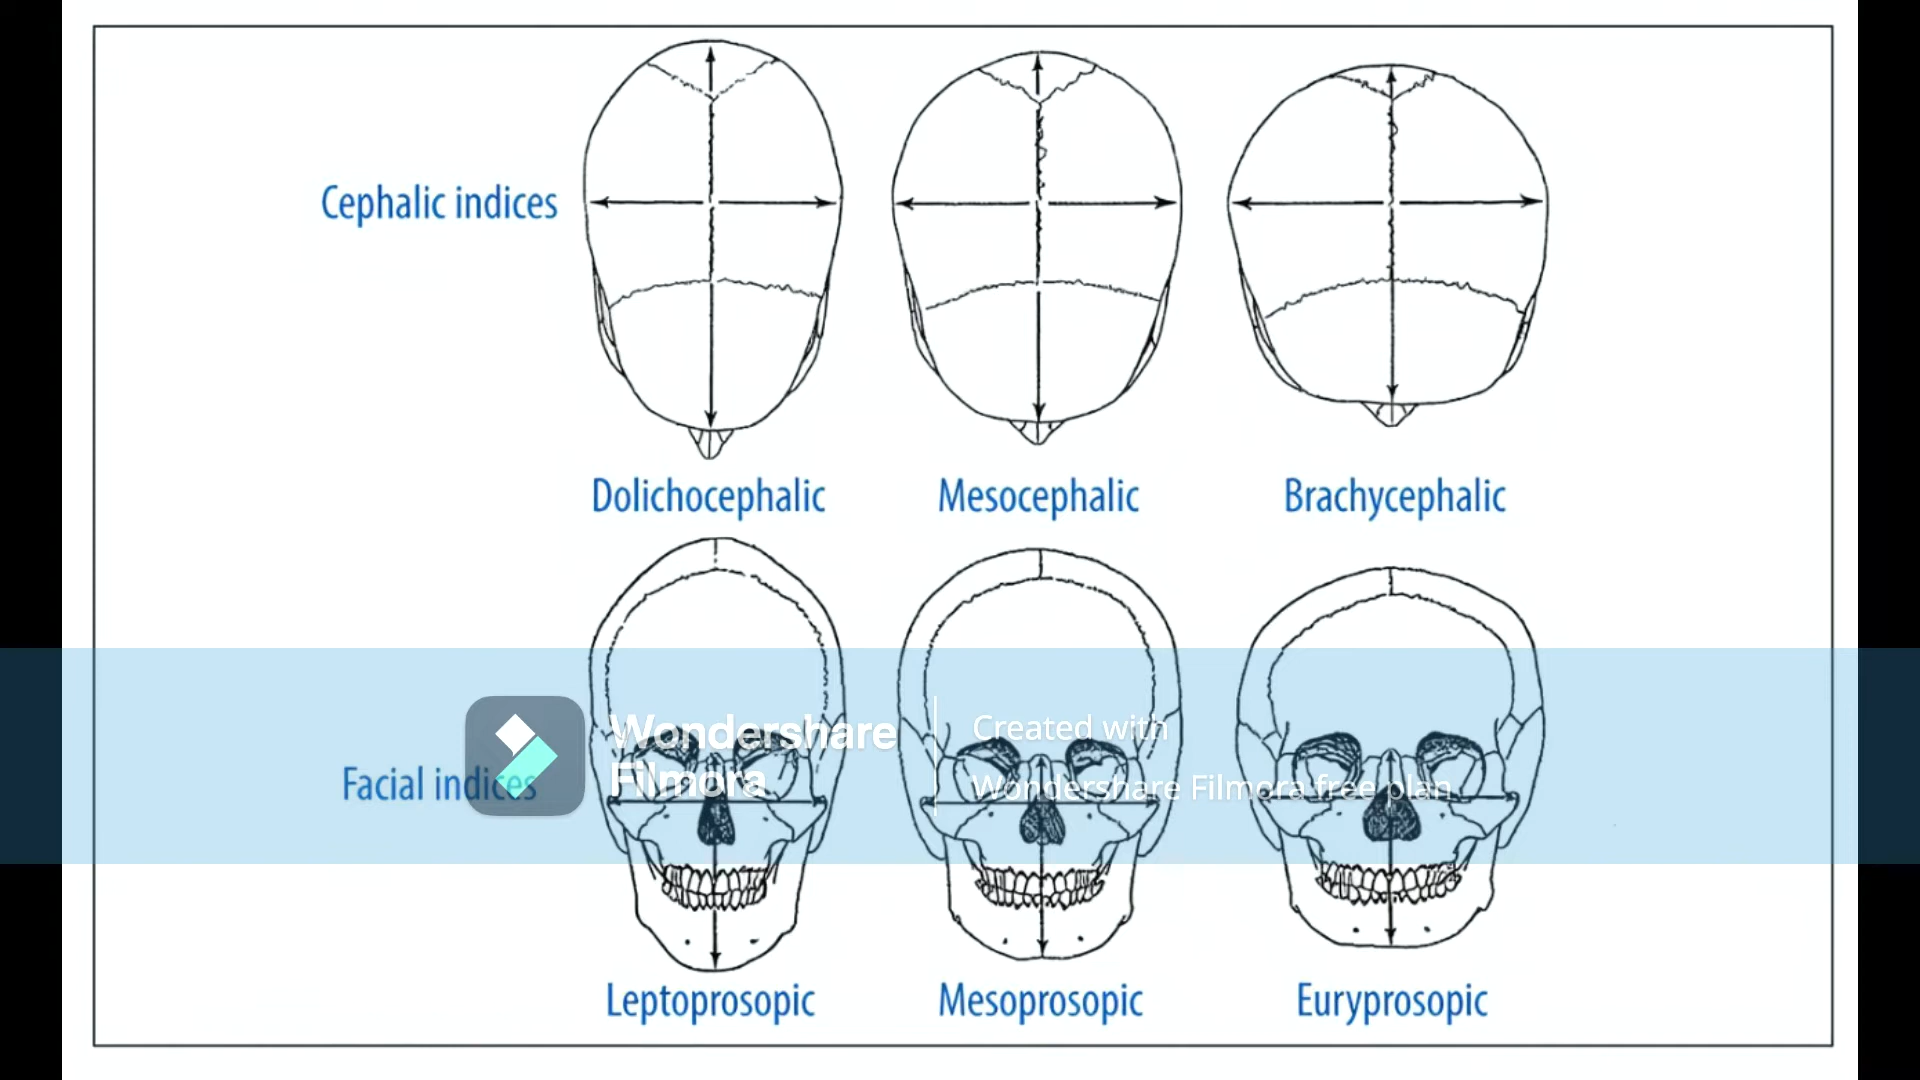 Cephalic indices
Dolichocephalic
Mesocephalic
Brachycephalic
Facial indices
Wondershare
Filmora
Created with
Wondershare Filmora free plan
Leptoprosopic
Mesoprosopic
Euryprosopic